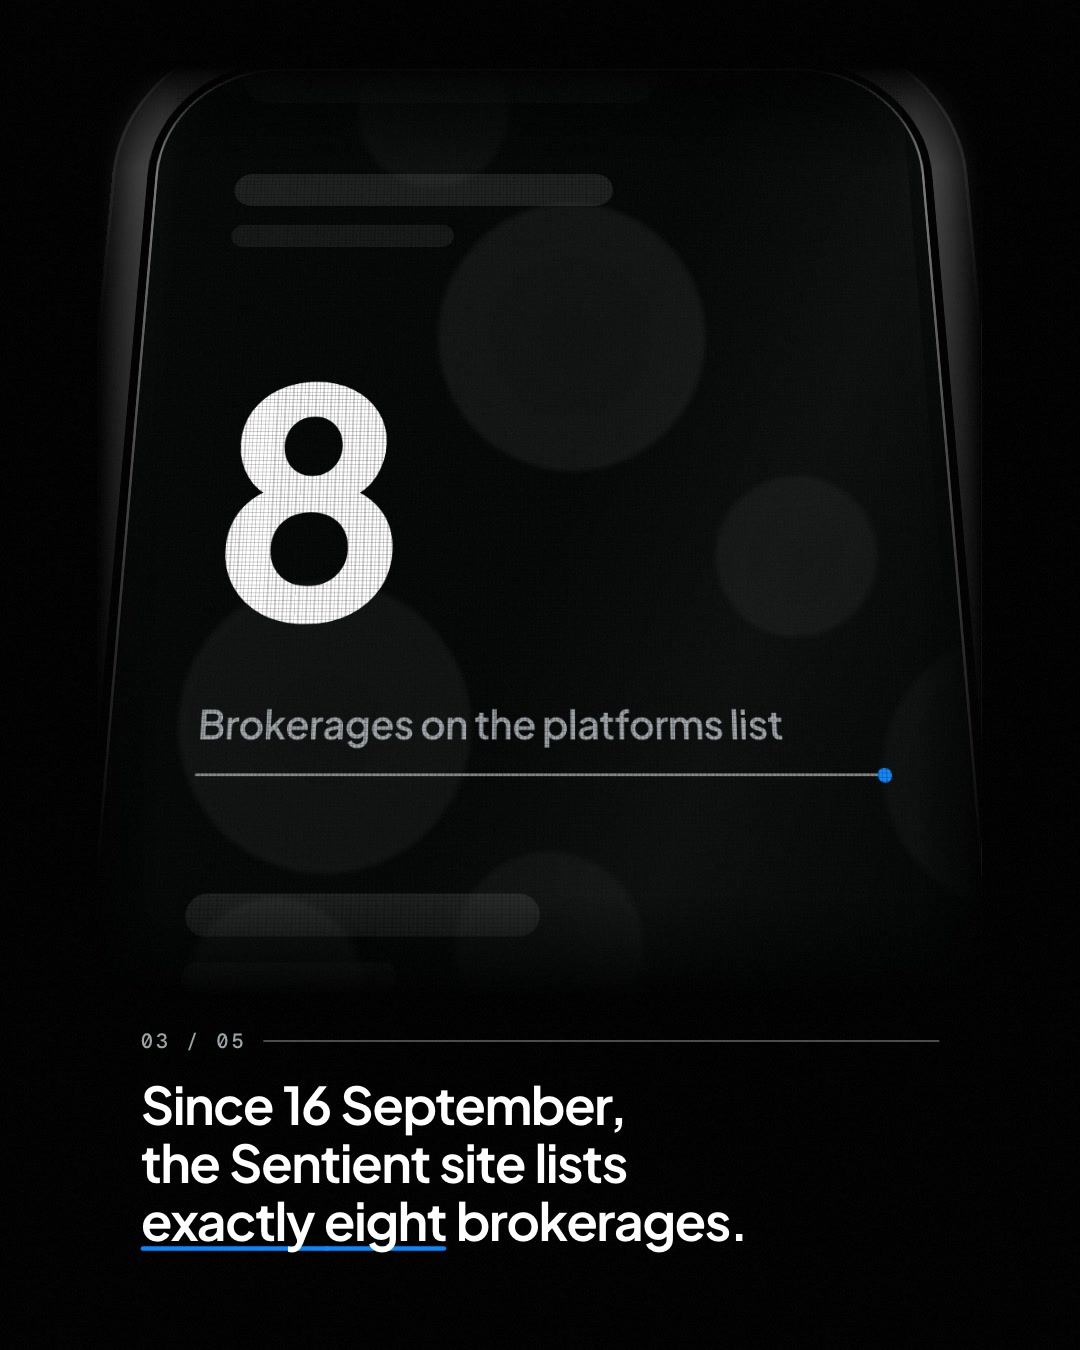 8
Brokerages on the platforms list
03 / 05
Since 16 September,
the Sentient site lists
exactly eight brokerages.